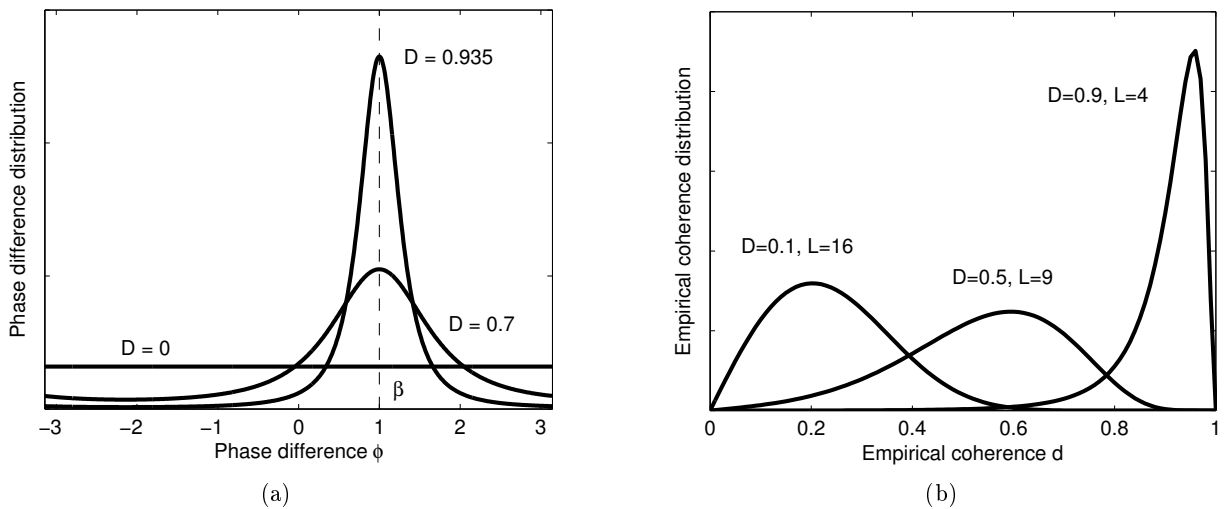 Phase difference distribution
D = 0.935
D = 0.7
D = 0
β
−3 −2 −1 0 1 2 3
Phase difference ϕ
(a)
Empirical coherence distribution
D=0.9, L=4
D=0.1, L=16
D=0.5, L=9
0 0.2 0.4 0.6 0.8 1
Empirical coherence d
(b)